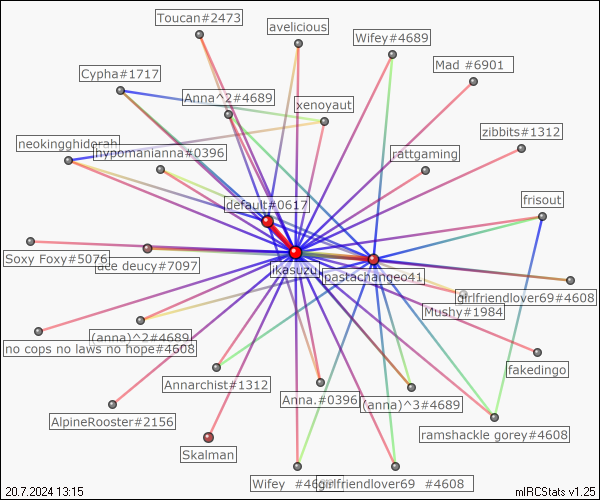 Toucan#2473
avelicious
Wifey#4689
Mad #6901
Cypha#1717
Anna^2#4689
xenoyaut
zibbits#1312
neokingghidorah
hypomanianna#0396
rattgaming
frisout
default#0617
Soxy Foxy#5076
ace deucy#7097
ikasuzu
pastachangeo41
girlfriendlover69#4608
Mushy#1984
(anna)^2#4689
no cops no laws no hope#4608
fakedingo
Annarchist#1312
Anna.#0396
(anna)^3#4689
AlpineRooster#2156
ramshackle gorey#4608
Skalman
Wifey #4689
girlfriendlover69 #4608
20.7.2024 13:15
mIRCStats v1.25